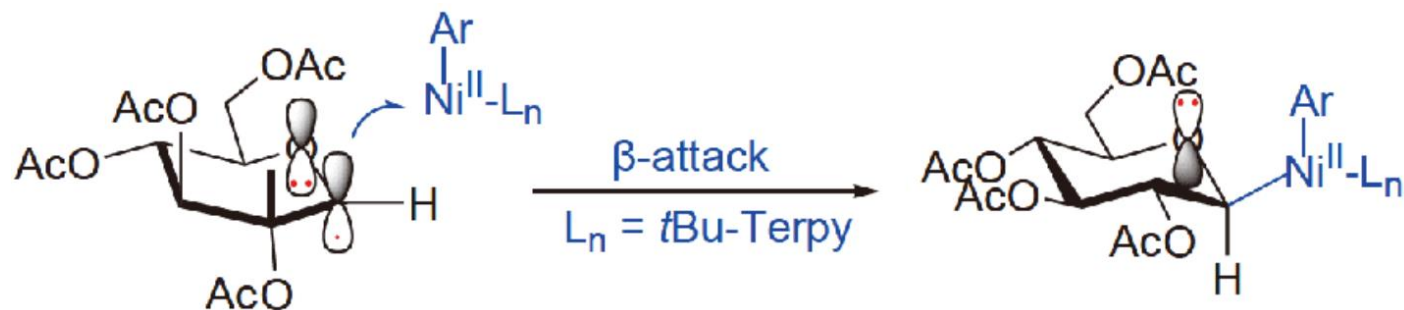 Ar
OAc
Ni^II-L_n
AcO
AcO
O
H
AcO
β-attack
L_n = tBu-Terpy
OAc
Ar
O
Ni^II-L_n
AcO
AcO
AcO
H